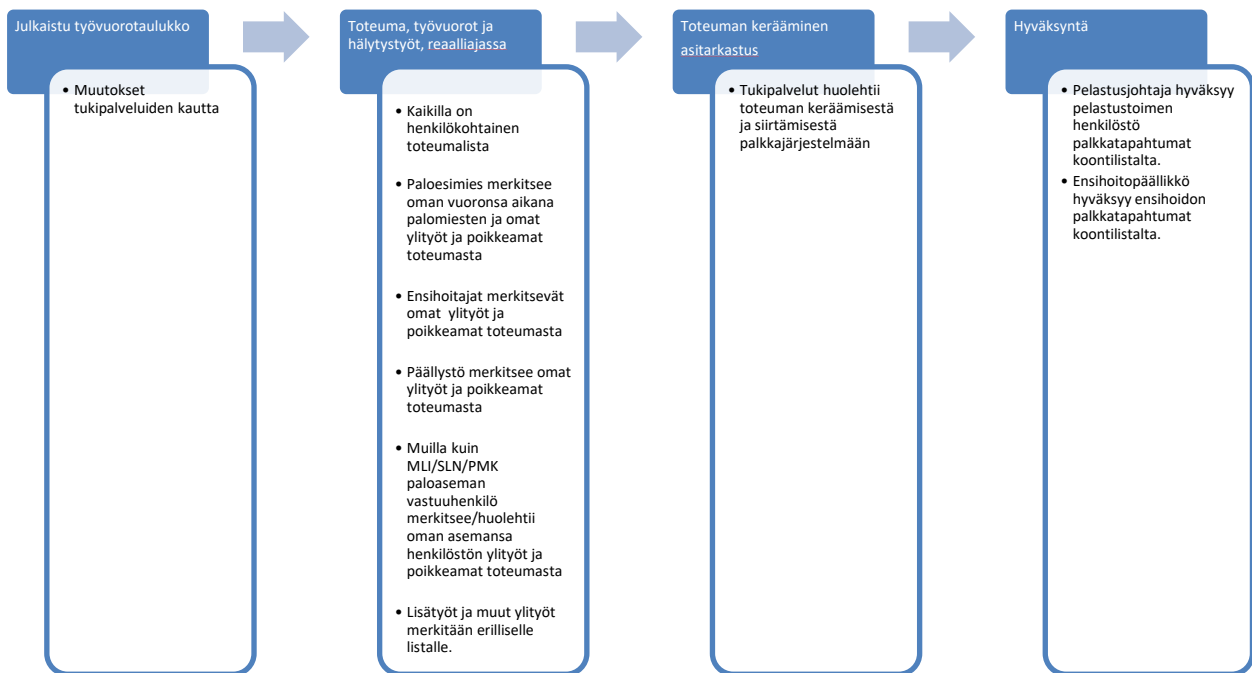 Julkaistu työvuorotaulukko
• Muutokset
tukipalveluiden kautta
Toteuma, työvuorot ja
hälytystyöt, reaalliajassa
• Kaikilla on
henkilökohtainen
toteumalista
• Paloesimies merkitsee
oman vuoronsa aikana
palomiesten ja omat
ylityöt ja poikkeamat
toteumasta
• Ensihoitajat merkitsevät
omat ylityöt ja
poikkeamat toteumasta
• Päällystö merkitsee omat
ylityöt ja poikkeamat
toteumasta
• Muilla kuin
MLI/SLN/PMK
paloaseman
vastuuhenkilö
merkitsee/huolehtii
oman asemansa
henkilöstön ylityöt ja
poikkeamat toteumasta
• Lisätyöt ja muut ylityöt
merkitään erilliselle
listalle.
Toteuman kerääminen
asitarkastus
• Tukipalvelut huolehtii
toteuman keräämisestä
ja siirtämisestä
palkkajärjestelmään
Hyväksyntä
• Pelastusjohtaja hyväksyy
pelastustoimen
henkilöstö
palkkatapahtumat
koontilistalta.
• Ensihoitopäällikkö
hyväksyy ensihoidon
palkkatapahtumat
koontilistalta.